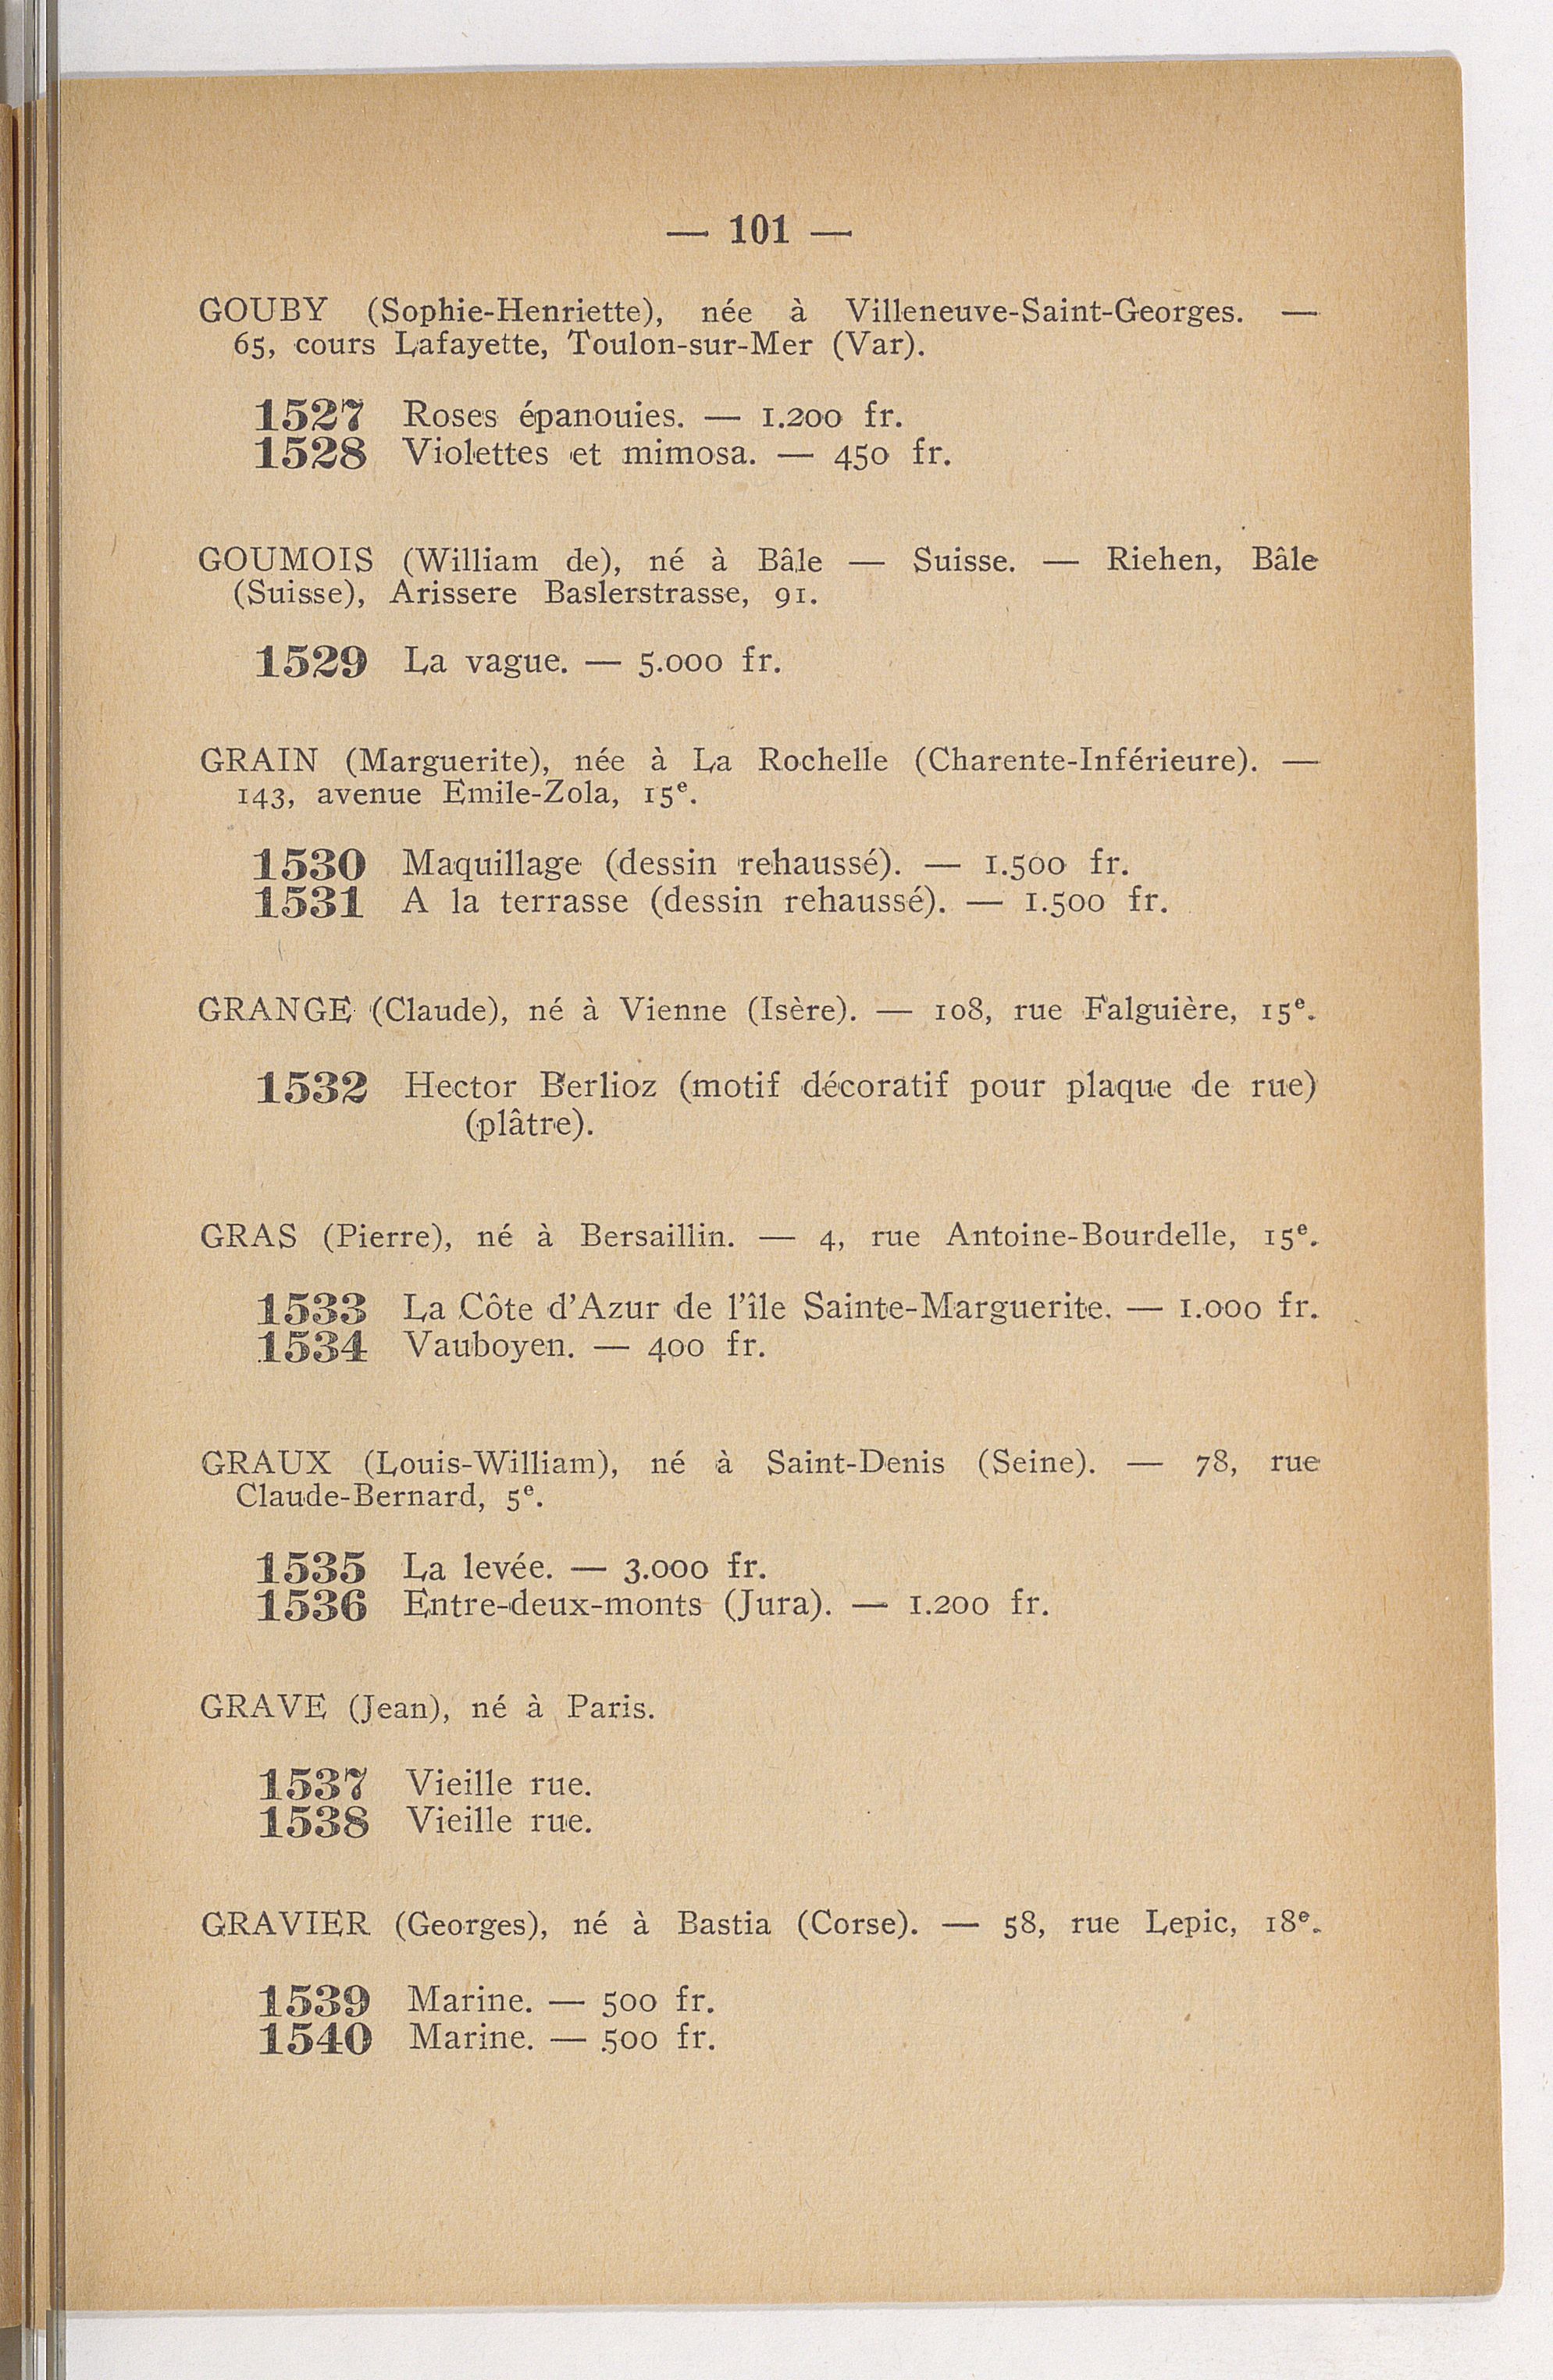 — 101 —
GOUBY (Sophie-Henriette), née à Villeneuve-Saint-Georges. —
65, cours Lafayette, Toulon-sur-Mer (Var).
1527 Roses épanouies. — 1.200 fr.
1528 Violettes et mimosa. — 450 fr.
GOUMOIS (William de), né à Bâle — Suisse. — Riehen, Bâle
(Suisse), Arissere Baslerstrasse, 91.
1529 La vague. — 5.000 fr.
GRAIN (Marguerite), née à La Rochelle (Charente-Inférieure). —
143, avenue Emile-Zola, 15e.
1530 Maquillage (dessin rehaussé). — 1.500 fr.
1531 A la terrasse (dessin rehaussé). — 1.500 fr.
GRANGE (Claude), né à Vienne (Isère). — 108, rue Falguière, 15e.
1532 Hector Berlioz (motif décoratif pour plaque de rue)
(plâtre).
GRAS (Pierre), né à Bersaillin. — 4, rue Antoine-Bourdelle, 15e.
1533 La Côte d'Azur de l'île Sainte-Marguerite. — 1.000 fr.
1534 Vauboyen. — 400 fr.
GRAUX (Louis-William), né à Saint-Denis (Seine). — 78, rue
Claude-Bernard, 5e.
1535 La levée. — 3.000 fr.
1536 Entre-deux-monts (Jura). — 1.200 fr.
GRAVE (Jean), né à Paris.
1537 Vieille rue.
1538 Vieille rue.
GRAVIER (Georges), né à Bastia (Corse). — 58, rue Lepic, 18e.
1539 Marine. — 500 fr.
1540 Marine. — 500 fr.